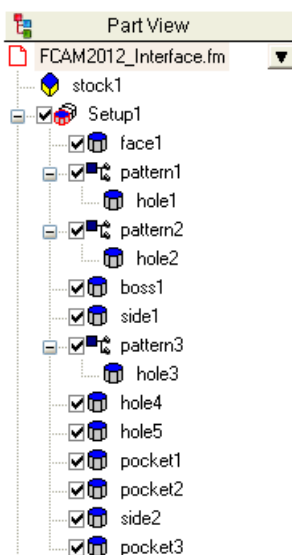 Part View
FCAM2012_Interface.fm
stock1
Setup1
face1
pattern1
hole1
pattern2
hole2
boss1
side1
pattern3
hole3
hole4
hole5
pocket1
pocket2
side2
pocket3